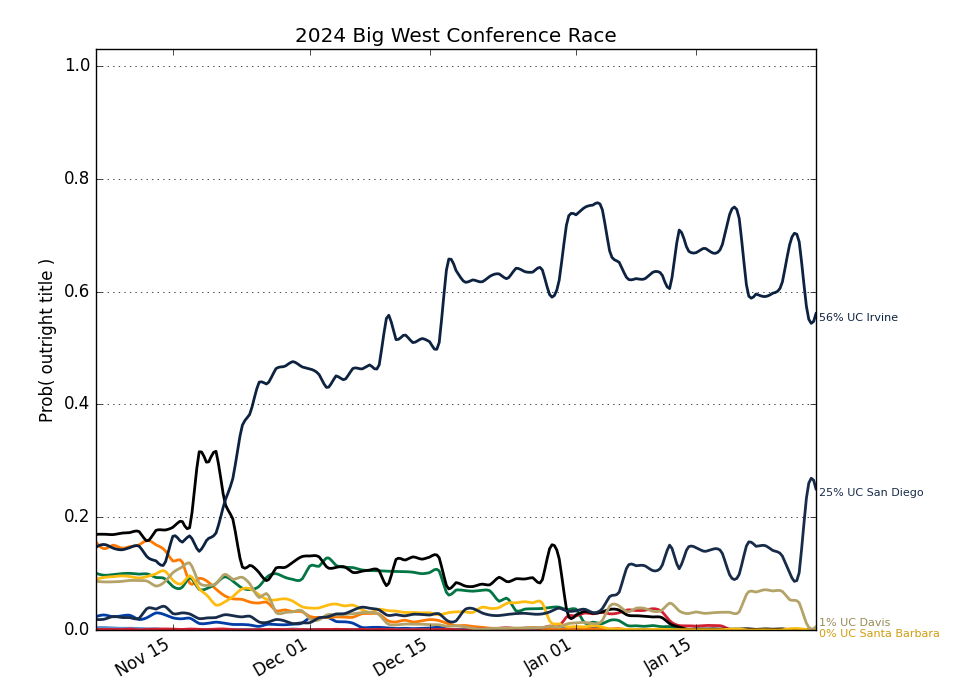 2024 Big West Conference Race
Prob( outright title )
1.0
0.8
0.6
0.4
0.2
0.0
56% UC Irvine
25% UC San Diego
1% UC Davis
0% UC Santa Barbara
Nov 15
Dec 01
Dec 15
Jan 01
Jan 15